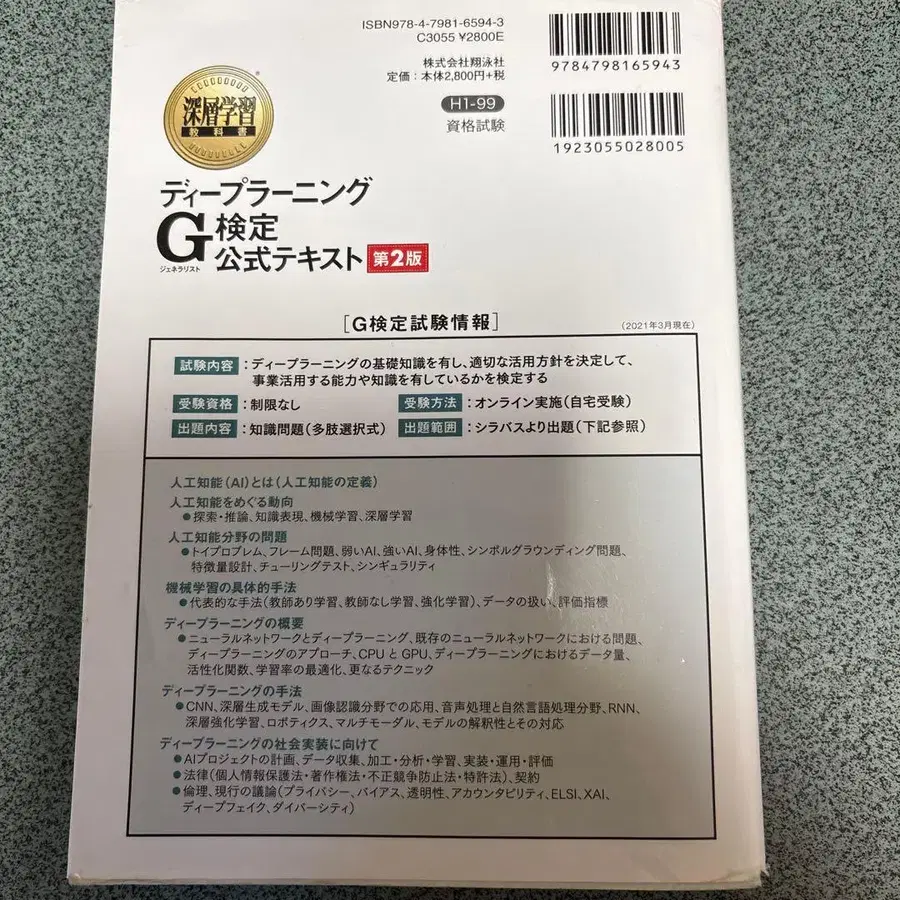 ISBN978-4-7981-6594-3
C3055 ¥2800E
株式会社翔泳社
定価：本体2,800円+税
H1-99
資格試験
9784798165943
1923055028005
深層学習
教科書
ディープラーニング
G検定
ジェネラリスト
公式テキスト 第2版
［G検定試験情報］
（2021年3月現在）
試験内容：ディープラーニングの基礎知識を有し、適切な活用方針を決定して、
事業活用する能力や知識を有しているかを検定する
受験資格：制限なし 受験方法：オンライン実施（自宅受験）
出題内容：知識問題（多肢選択式） 出題範囲：シラバスより出題（下記参照）
人工知能（AI）とは（人工知能の定義）
人工知能をめぐる動向
●探索・推論、知識表現、機械学習、深層学習
人工知能分野の問題
●トイプロブレム、フレーム問題、弱いAI、強いAI、身体性、シンボルグラウンディング問題、
特徴量設計、チューリングテスト、シンギュラリティ
機械学習の具体的手法
●代表的な手法（教師あり学習、教師なし学習、強化学習）、データの扱い、評価指標
ディープラーニングの概要
●ニューラルネットワークとディープラーニング、既存のニューラルネットワークにおける問題、
ディープラーニングのアプローチ、CPU と GPU、ディープラーニングにおけるデータ量、
活性化関数、学習率の最適化、更なるテクニック
ディープラーニングの手法
●CNN、深層生成モデル、画像認識分野での応用、音声処理と自然言語処理分野、RNN、
深層強化学習、ロボティクス、マルチモーダル、モデルの解釈性とその対応
ディープラーニングの社会実装に向けて
●AIプロジェクトの計画、データ収集、加工・分析・学習、実装・運用・評価
●法律（個人情報保護法・著作権法・不正競争防止法・特許法）、契約
●倫理、現行の議論（プライバシー、バイアス、透明性、アカウンタビリティ、ELSI、XAI、
ディープフェイク、ダイバーシティ）